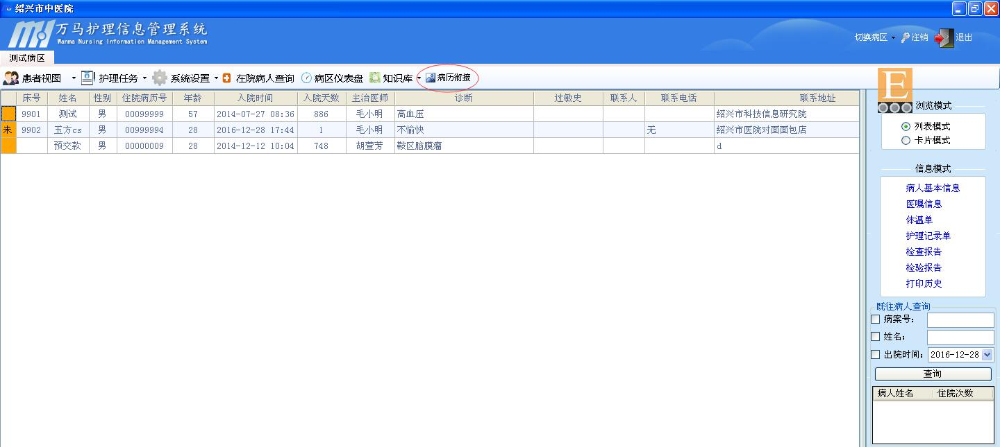 绍兴市中医院
万马护理信息管理系统
Wanma Nursing Information Management System
切换病区 注销 退出
测试病区
患者视图 护理任务 系统设置 在院病人查询 病区仪表盘 知识库 病历衔接
床号 姓名 性别 住院病历号 年龄 入院时间 入院天数 主治医师 诊断 过敏史 联系人 联系电话 联系地址
9901 测试 男 00099999 57 2014-07-27 08:36 886 毛小明 高血压 绍兴市科技信息研究院
未 9902 玉方cs 男 00999994 28 2016-12-28 17:44 1 毛小明 不愉快 无 绍兴市医院对面面包店
预交款 男 00000009 28 2014-12-12 10:04 748 胡萱芳 鞍区脑膜瘤 d
E
浏览模式
列表模式
卡片模式
信息模式
病人基本信息
医嘱信息
体温单
护理记录单
检查报告
检验报告
打印历史
既往病人查询
病案号：
姓名：
出院时间： 2016-12-28
查询
病人姓名 住院次数